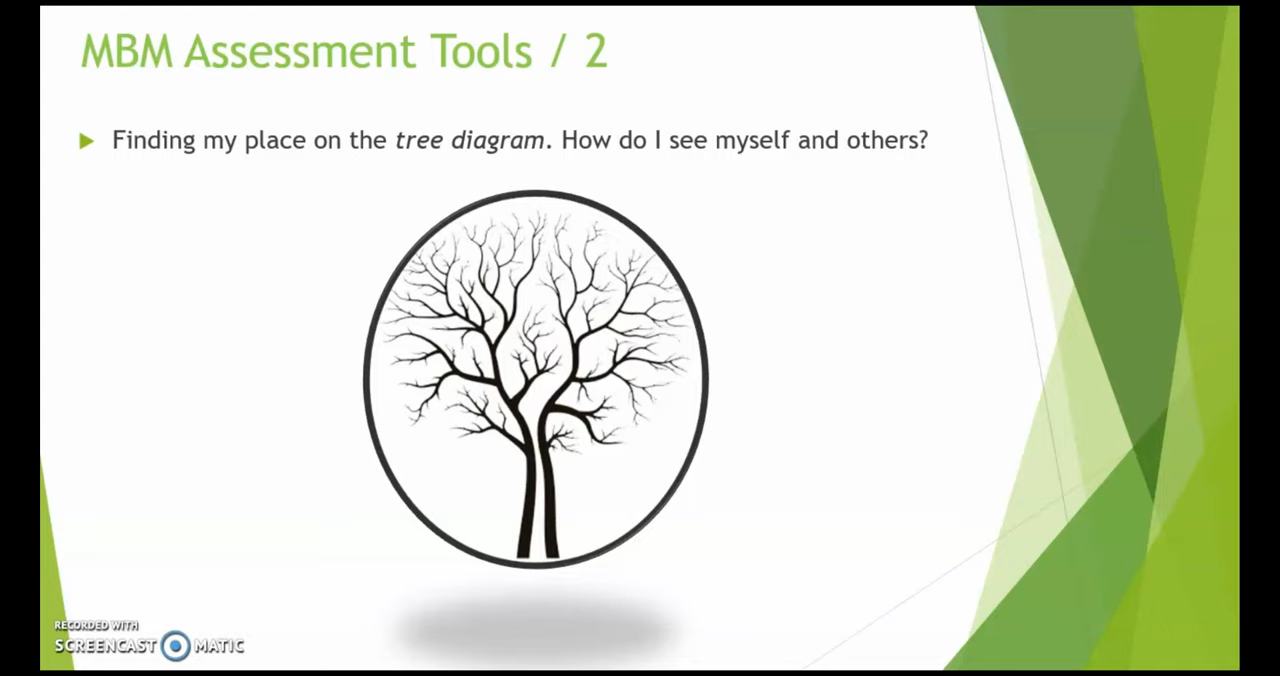 MBM Assessment Tools / 2
Finding my place on the tree diagram. How do I see myself and others?
RECORDED WITH
SCREENCAST MATIC